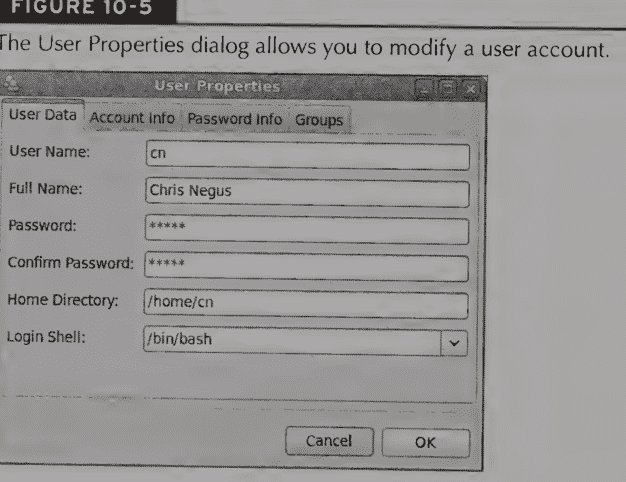 FIGURE 10-5
The User Properties dialog allows you to modify a user account.
User Properties
User Data Account Info Password Info Groups
User Name: cn
Full Name: Chris Negus
Password: *****
Confirm Password: *****
Home Directory: /home/cn
Login Shell: /bin/bash
Cancel OK